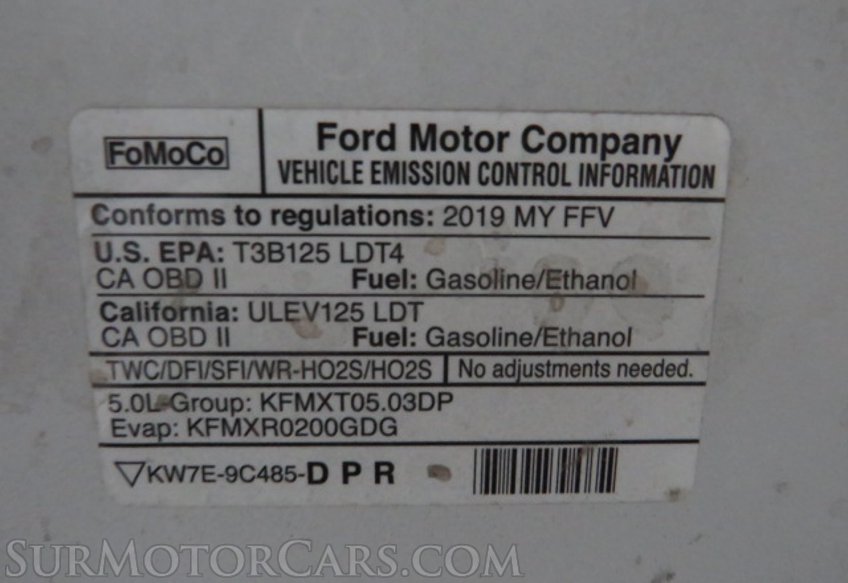 FoMoCo
Ford Motor Company
VEHICLE EMISSION CONTROL INFORMATION
Conforms to regulations: 2019 MY FFV
U.S. EPA: T3B125 LDT4
CA OBD II Fuel: Gasoline/Ethanol
California: ULEV125 LDT
CA OBD II Fuel: Gasoline/Ethanol
TWC/DFI/SFI/WR-HO2S/HO2S No adjustments needed.
5.0L-Group: KFMXT05.03DP
Evap: KFMXR0200GDG
KW7E-9C485-D P R
SURMOTORCARS.COM